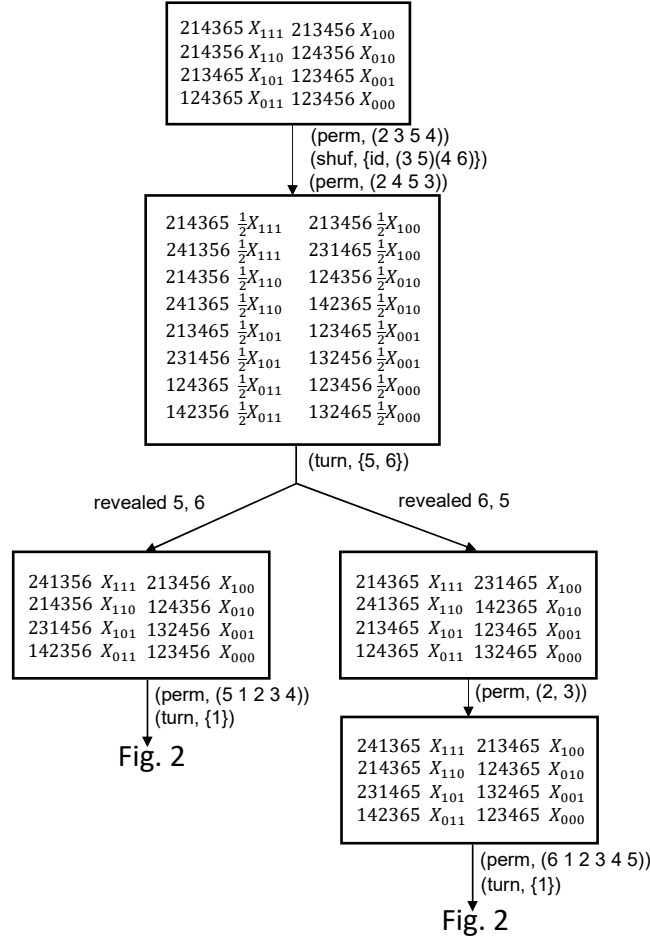 214365 X₁₁₁ 213465 X₁₀₀
214356 X₁₁₀ 124365 X₀₁₀
213465 X₁₀₁ 123465 X₀₀₁
124365 X₀₁₁ 123456 X₀₀₀
(perm, (2 3 5 4))
(shuf, {id, (3 5)(4 6)})
(perm, (2 4 5 3))
214365 ½X₁₁₁ 213456 ½X₁₀₀
241356 ½X₁₁₁ 231465 ½X₁₀₀
214356 ½X₁₁₀ 124356 ½X₀₁₀
241365 ½X₁₁₀ 142365 ½X₀₁₀
213465 ½X₁₀₁ 123465 ½X₀₀₁
231456 ½X₁₀₁ 132456 ½X₀₀₁
124365 ½X₀₁₁ 123456 ½X₀₀₀
142356 ½X₀₁₁ 132465 ½X₀₀₀
(turn, {5, 6})
revealed 5, 6 revealed 6, 5
241356 X₁₁₁ 213456 X₁₀₀ 214365 X₁₁₁ 231465 X₁₀₀
214356 X₁₁₀ 124356 X₀₁₀ 241365 X₁₁₀ 142365 X₀₁₀
231456 X₁₀₁ 132456 X₀₀₁ 213465 X₁₀₁ 123465 X₀₀₁
142356 X₀₁₁ 123456 X₀₀₀ 124365 X₀₁₁ 132465 X₀₀₀
(perm, (5 1 2 3 4)) (perm, (2, 3))
(turn, {1})
Fig. 2
241365 X₁₁₁ 213465 X₁₀₀
214365 X₁₁₀ 124365 X₀₁₀
231465 X₁₀₁ 132465 X₀₀₁
142365 X₀₁₁ 123465 X₀₀₀
(perm, (6 1 2 3 4 5))
(turn, {1})
Fig. 2